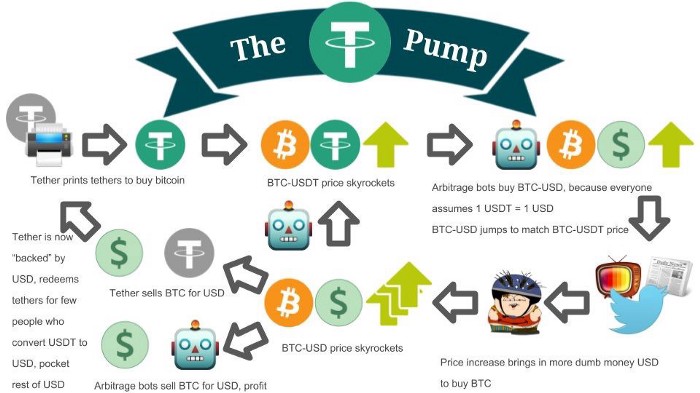 The Pump
Tether prints tethers to buy bitcoin
BTC-USDT price skyrockets
Arbitrage bots buy BTC-USD, because everyone
assumes 1 USDT = 1 USD
BTC-USD jumps to match BTC-USDT price
Price increase brings in more dumb money USD
to buy BTC
BTC-USD price skyrockets
Tether sells BTC for USD
Arbitrage bots sell BTC for USD, profit
Tether is now
“backed” by
USD, redeems
tethers for few
people who
convert USDT to
USD, pocket
rest of USD